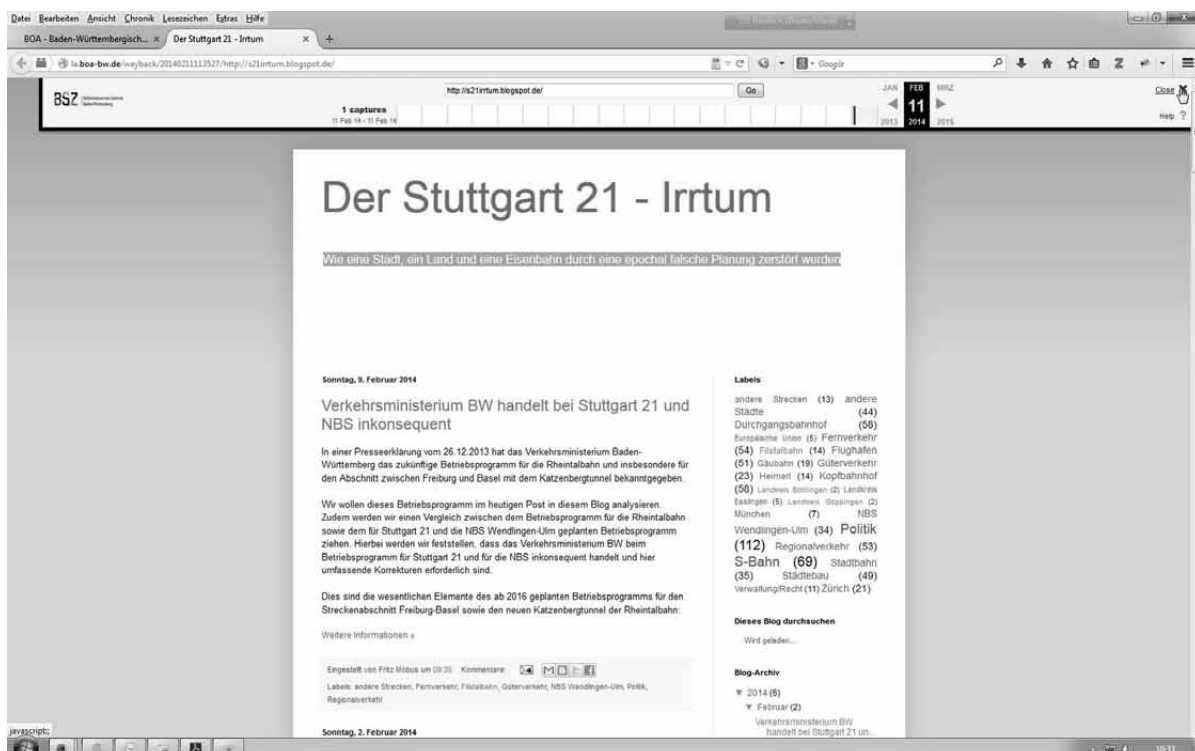 Datei Bearbeiten Ansicht Chronik Lesezeichen Extras Hilfe
BOA - Baden-Württembergisch... × Der Stuttgart 21 - Irrtum × +
la.boa-bw.de/wayback/20140211113527/http://s21irrtum.blogspot.de/
Google
BSZ
http://s21irrtum.blogspot.de/ Go
JAN FEB MRZ
Close
1 captures
11
11 Feb 14 - 11 Feb 14
2013 2014 2015
Help ?
Der Stuttgart 21 - Irrtum
Wie eine Stadt, ein Land und eine Eisenbahn durch eine epochal falsche Planung zerstört werden
Sonntag, 9. Februar 2014
Verkehrsministerium BW handelt bei Stuttgart 21 und
NBS inkonsequent
In einer Presseerklärung vom 26.12.2013 hat das Verkehrsministerium Baden-
Württemberg das zukünftige Betriebsprogramm für die Rheintalbahn und insbesondere für
den Abschnitt zwischen Freiburg und Basel mit dem Katzenbergtunnel bekanntgegeben.
Wir wollen dieses Betriebsprogramm im heutigen Post in diesem Blog analysieren.
Zudem werden wir einen Vergleich zwischen dem Betriebsprogramm für die Rheintalbahn
sowie dem für Stuttgart 21 und die NBS Wendlingen-Ulm geplanten Betriebsprogramm
ziehen. Hierbei werden wir feststellen, dass das Verkehrsministerium BW beim
Betriebsprogramm für Stuttgart 21 und für die NBS inkonsequent handelt und hier
umfassende Korrekturen erforderlich sind.
Dies sind die wesentlichen Elemente des ab 2016 geplanten Betriebsprogramms für den
Streckenabschnitt Freiburg-Basel sowie den neuen Katzenbergtunnel der Rheintalbahn:
Weitere Informationen »
Eingestellt von Fritz Möbus um 09:30 Kommentare:
Labels: andere Strecken, Fernverkehr, Filstalbahn, Güterverkehr, NBS Wendlingen-Ulm, Politik,
Regionalverkehr
Sonntag, 2. Februar 2014
Labels
andere Strecken (13) andere
Städte (44)
Durchgangsbahnhof (58)
Europäische Union (5) Fernverkehr
(54) Filstalbahn (14) Flughafen
(51) Gäubahn (19) Güterverkehr
(23) Heimerl (14) Kopfbahnhof
(58) Landkreis Böblingen (2) Landkreis
Esslingen (5) Landkreis Göppingen (2)
München (7) NBS
Wendlingen-Ulm (34) Politik
(112) Regionalverkehr (53)
S-Bahn (69) Stadtbahn
(35) Städtebau (49)
Verwaltung/Recht (11) Zürich (21)
Dieses Blog durchsuchen
Wird geladen...
Blog-Archiv
▼ 2014 (6)
▼ Februar (2)
Verkehrsministerium BW
handelt bei Stuttgart 21 un...
javascript:;
15:33